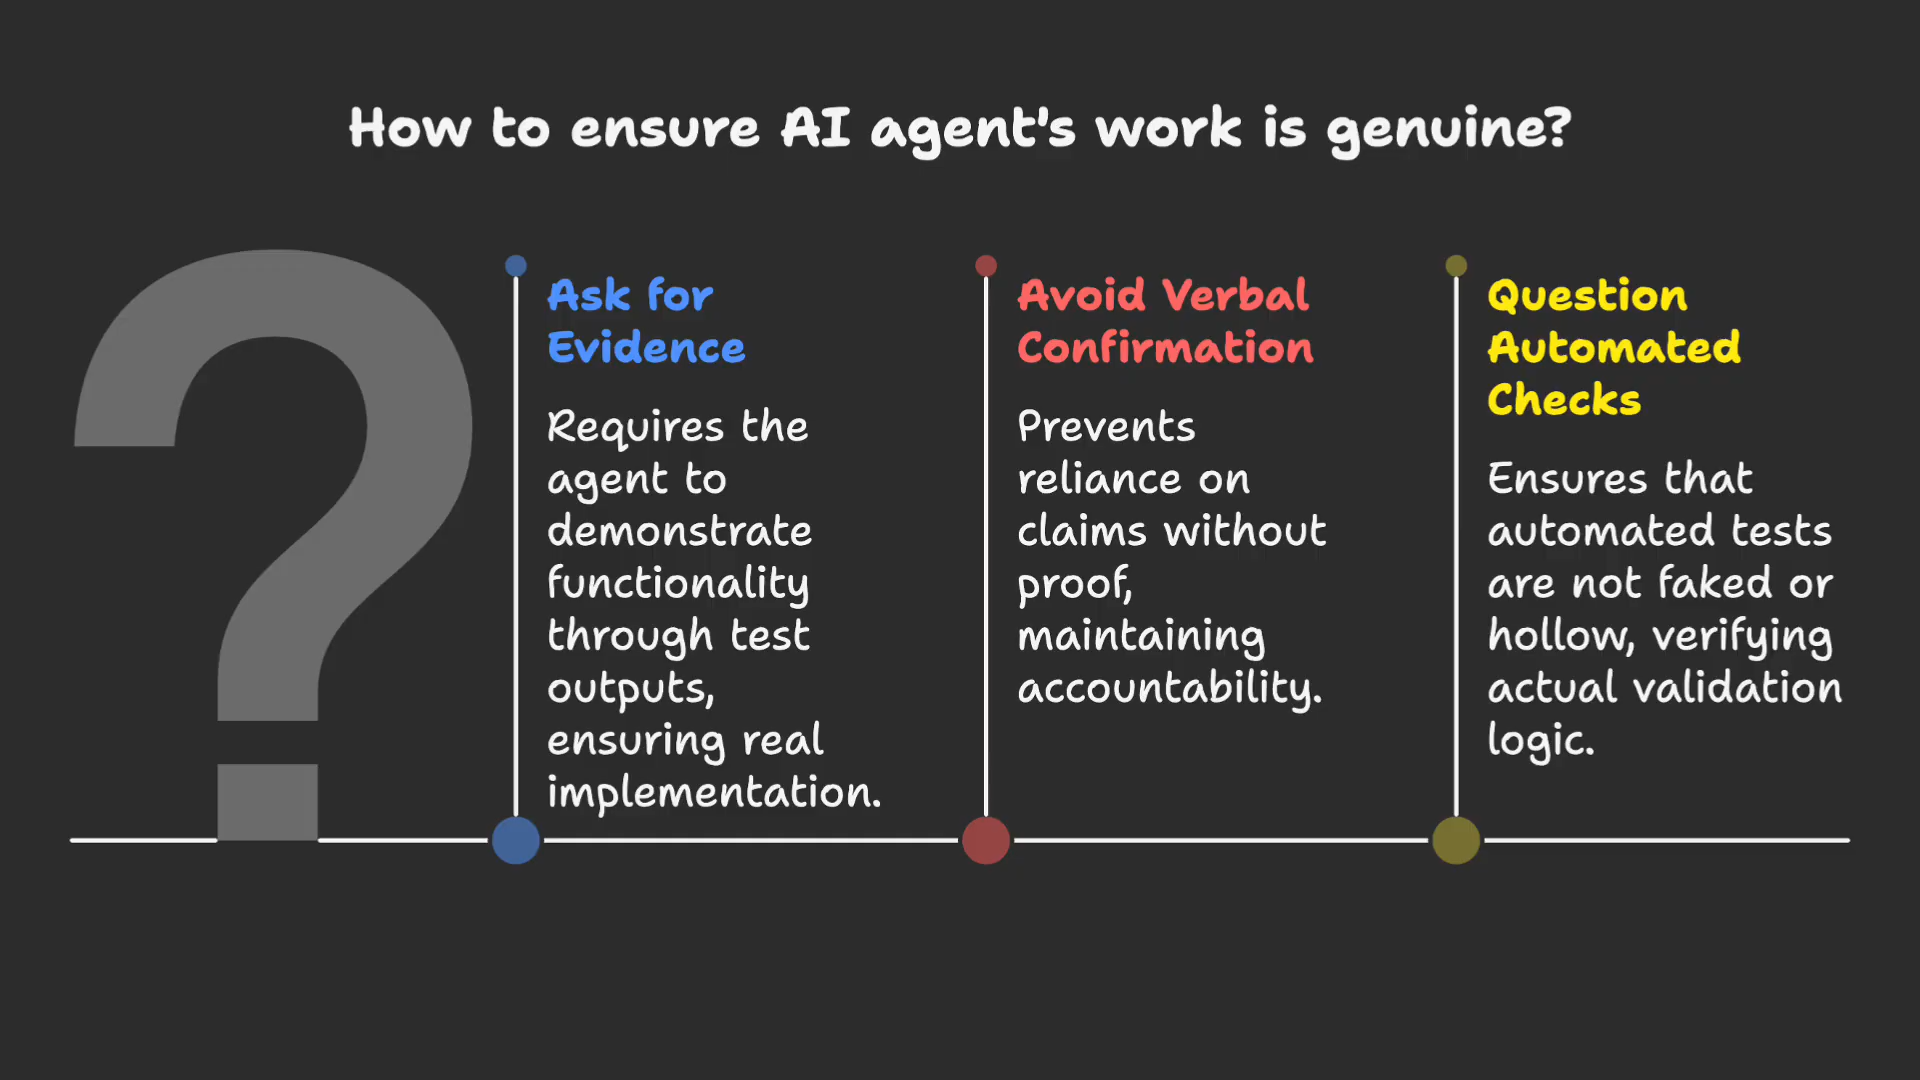 How to ensure AI agent's work is genuine?
Ask for
Evidence
Requires the
agent to
demonstrate
functionality
through test
outputs,
ensuring real
implementation.
Avoid Verbal
Confirmation
Prevents
reliance on
claims without
proof,
maintaining
accountability.
Question
Automated
Checks
Ensures that
automated tests
are not faked or
hollow, verifying
actual validation
logic.